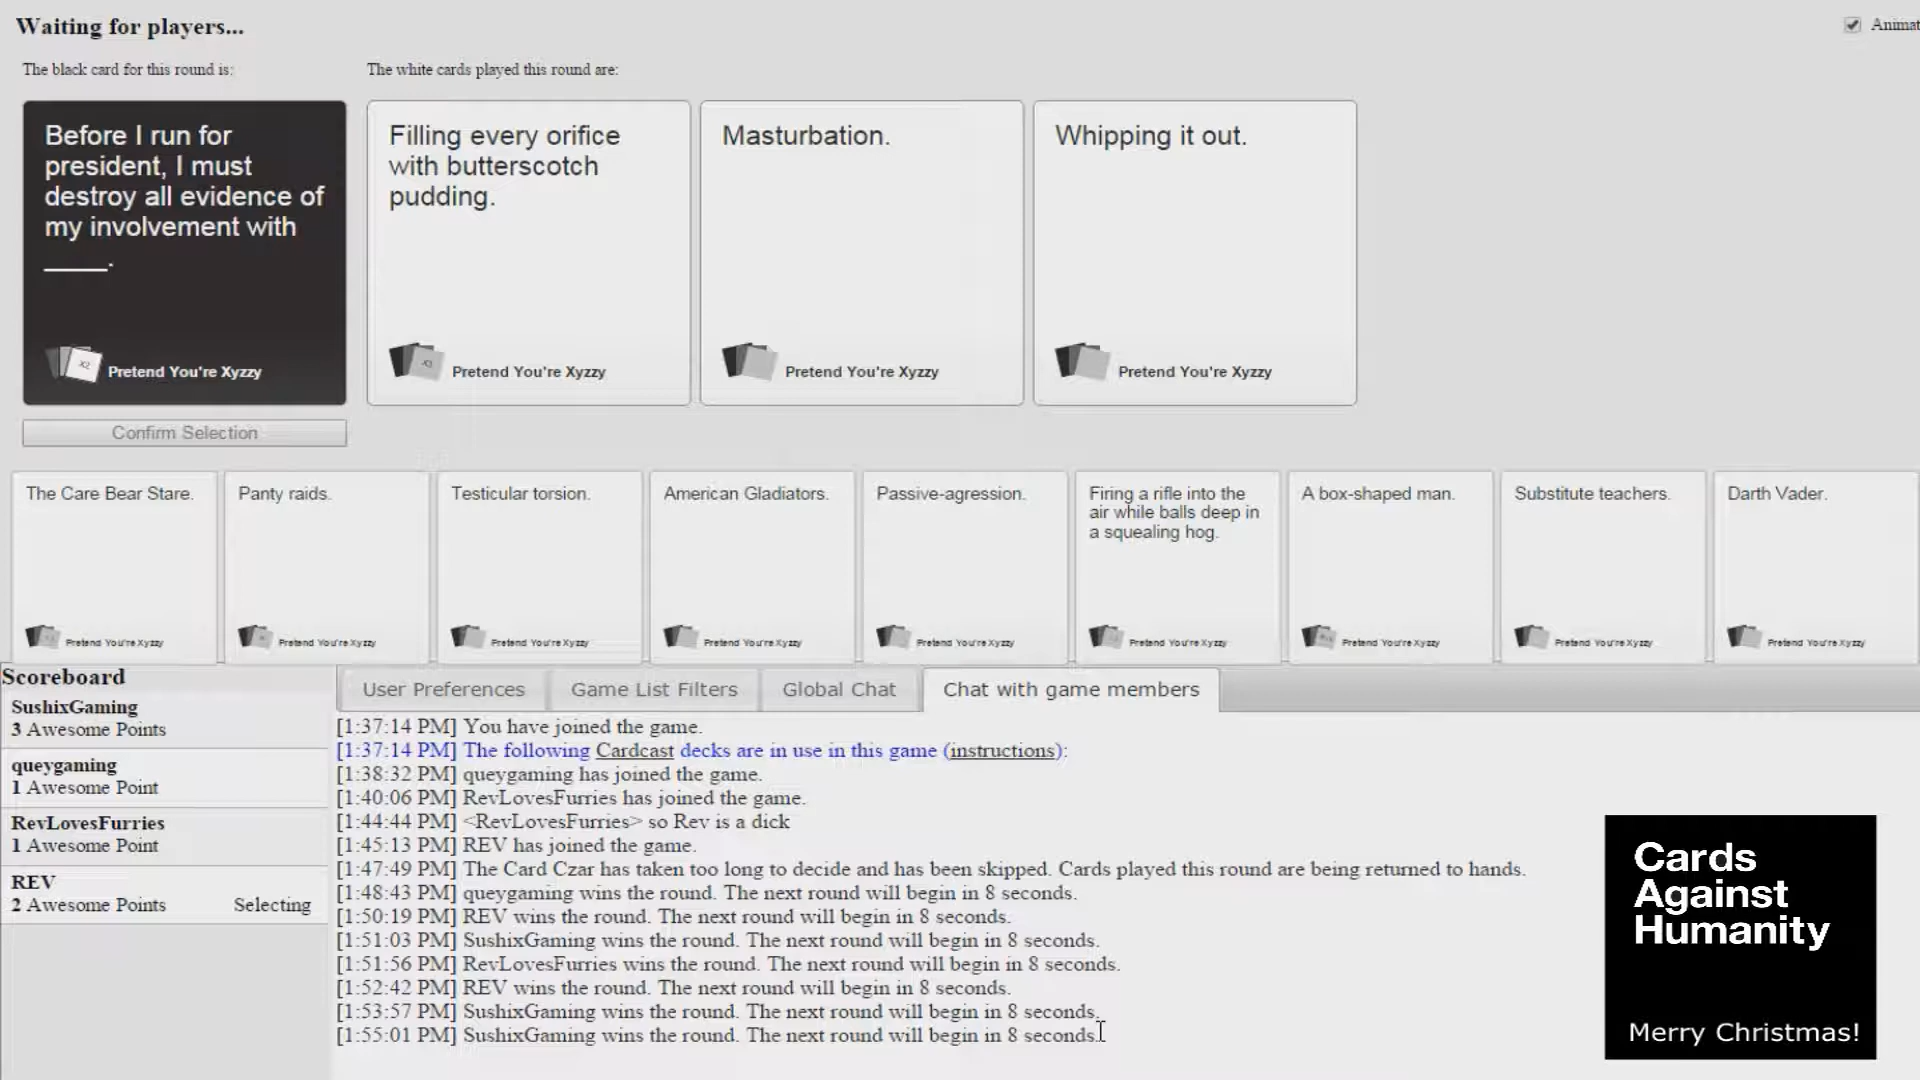 Waiting for players...
Animat
The black card for this round is:
The white cards played this round are:
Before I run for
president, I must
destroy all evidence of
my involvement with
_____.
X2
Pretend You're Xyzzy
Filling every orifice
with butterscotch
pudding.
Pretend You're Xyzzy
Masturbation.
Pretend You're Xyzzy
Whipping it out.
Pretend You're Xyzzy
Confirm Selection
The Care Bear Stare.
Pretend You're Xyzzy
Panty raids.
Pretend You're Xyzzy
Testicular torsion.
Pretend You're Xyzzy
American Gladiators.
Pretend You're Xyzzy
Passive-agression.
Pretend You're Xyzzy
Firing a rifle into the
air while balls deep in
a squealing hog.
Pretend You're Xyzzy
A box-shaped man.
Pretend You're Xyzzy
Substitute teachers.
Pretend You're Xyzzy
Darth Vader.
Pretend You're Xyzzy
Scoreboard
SushixGaming
3 Awesome Points
queygaming
1 Awesome Point
RevLovesFurries
1 Awesome Point
REV
2 Awesome Points Selecting
User Preferences Game List Filters Global Chat Chat with game members
[1:37:14 PM] You have joined the game.
[1:37:14 PM] The following Cardcast decks are in use in this game (instructions):
[1:38:32 PM] queygaming has joined the game.
[1:40:06 PM] RevLovesFurries has joined the game.
[1:44:44 PM] <RevLovesFurries> so Rev is a dick
[1:45:13 PM] REV has joined the game.
[1:47:49 PM] The Card Czar has taken too long to decide and has been skipped. Cards played this round are being returned to hands.
[1:48:43 PM] queygaming wins the round. The next round will begin in 8 seconds.
[1:50:19 PM] REV wins the round. The next round will begin in 8 seconds.
[1:51:03 PM] SushixGaming wins the round. The next round will begin in 8 seconds.
[1:51:56 PM] RevLovesFurries wins the round. The next round will begin in 8 seconds.
[1:52:42 PM] REV wins the round. The next round will begin in 8 seconds.
[1:53:57 PM] SushixGaming wins the round. The next round will begin in 8 seconds.
[1:55:01 PM] SushixGaming wins the round. The next round will begin in 8 seconds.
Cards
Against
Humanity
Merry Christmas!